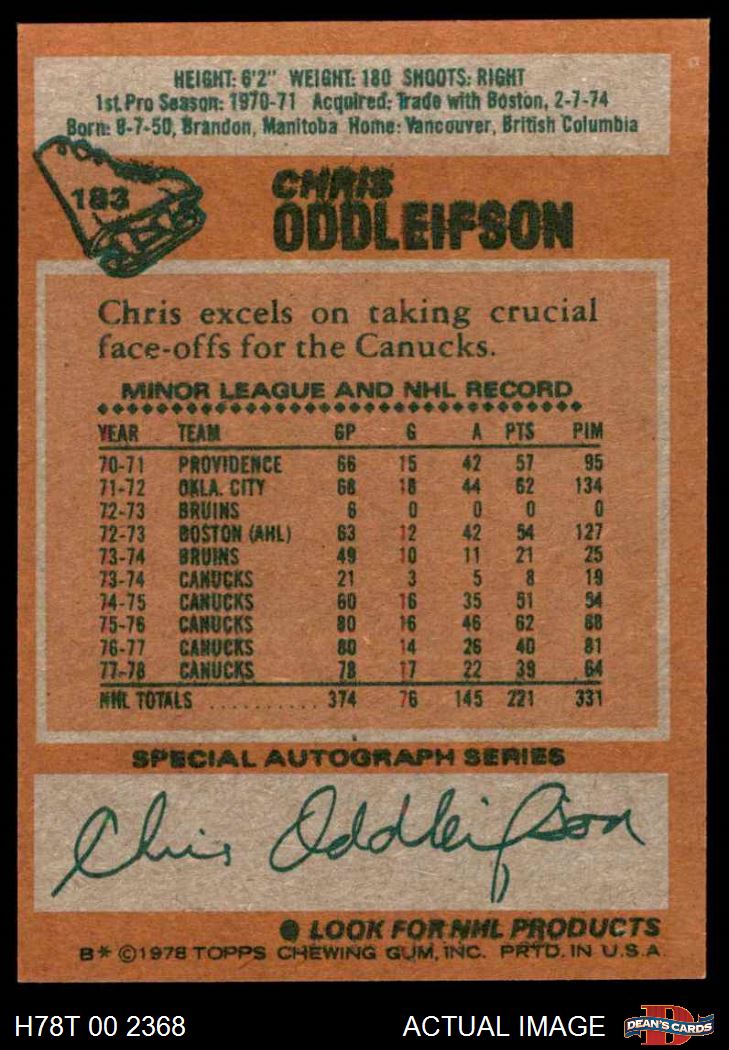 HEIGHT: 6'2" WEIGHT: 180 SHOOTS: RIGHT
1st Pro Season: 1970-71 Acquired: Trade with Boston, 2-7-74
Born: 9-7-50, Brandon, Manitoba Home: Vancouver, British Columbia
183
CHRIS
ODDLEIFSON
Chris excels on taking crucial
face-offs for the Canucks.
MINOR LEAGUE AND NHL RECORD
YEAR TEAM GP G A PTS PIM
70-71 PROVIDENCE 66 15 42 57 95
71-72 OKLA. CITY 68 18 44 62 134
72-73 BRUINS 6 0 0 0 0
72-73 BOSTON (AHL) 63 12 42 54 127
73-74 BRUINS 49 10 11 21 25
73-74 CANUCKS 21 3 5 8 19
74-75 CANUCKS 60 16 35 51 54
75-76 CANUCKS 80 16 46 62 88
76-77 CANUCKS 80 14 26 40 81
77-78 CANUCKS 78 17 22 39 64
NHL TOTALS .......... 374 76 145 221 331
SPECIAL AUTOGRAPH SERIES
Chris Oddleifson
LOOK FOR NHL PRODUCTS
B* ©1978 TOPPS CHEWING GUM, INC. PRTD. IN U.S.A.
H78T 00 2368 ACTUAL IMAGE DEAN'S CARDS